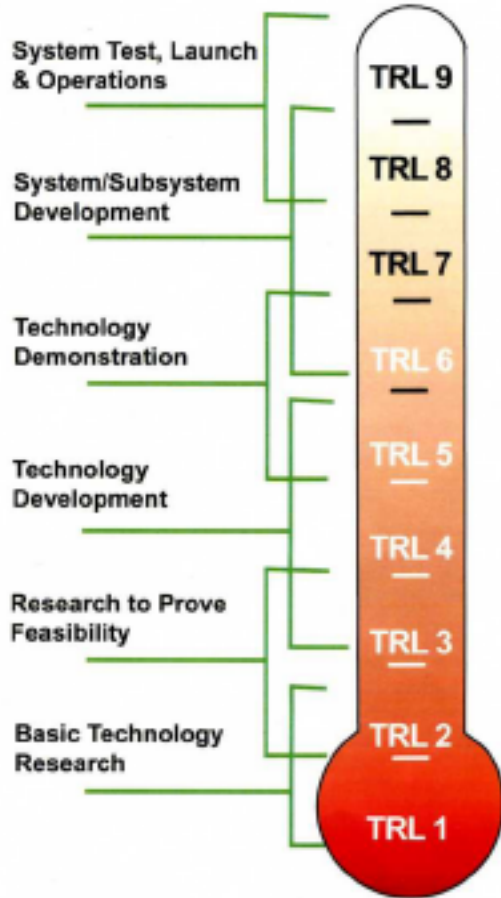 System Test, Launch
& Operations
System/Subsystem
Development
Technology
Demonstration
Technology
Development
Research to Prove
Feasibility
Basic Technology
Research
TRL 9
TRL 8
TRL 7
TRL 6
TRL 5
TRL 4
TRL 3
TRL 2
TRL 1